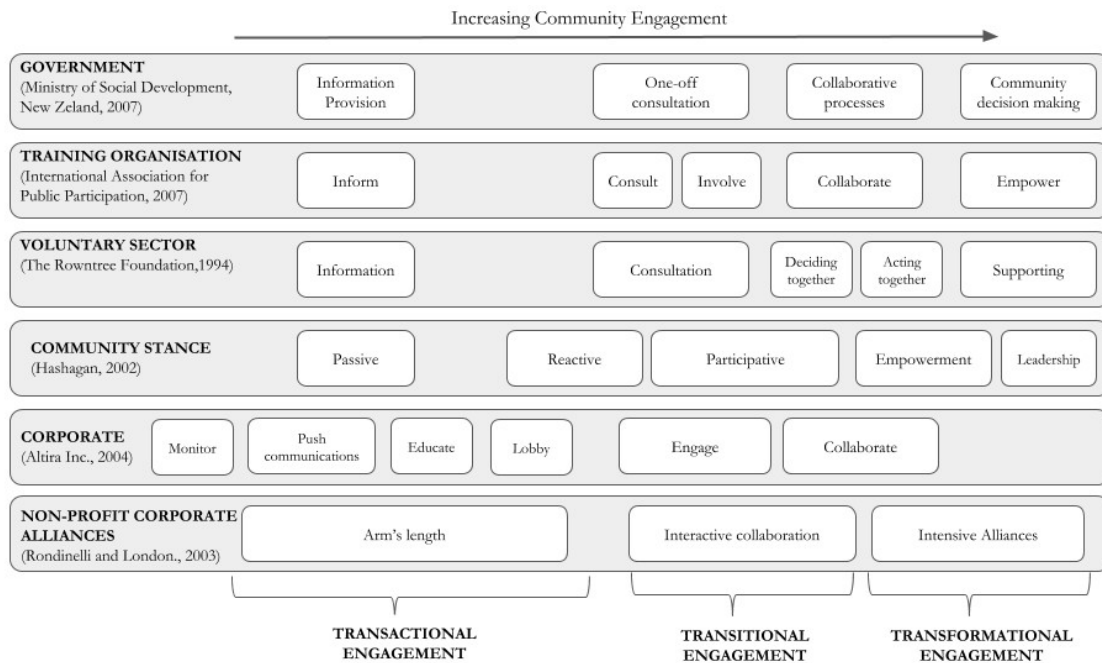 Increasing Community Engagement
GOVERNMENT
(Ministry of Social Development,
New Zeland, 2007)
Information
Provision
One-off
consultation
Collaborative
processes
Community
decision making
TRAINING ORGANISATION
(International Association for
Public Participation, 2007)
Inform
Consult
Involve
Collaborate
Empower
VOLUNTARY SECTOR
(The Rowntree Foundation,1994)
Information
Consultation
Deciding
together
Acting
together
Supporting
COMMUNITY STANCE
(Hashagan, 2002)
Passive
Reactive
Participative
Empowerment
Leadership
CORPORATE
(Altira Inc., 2004)
Monitor
Push
communications
Educate
Lobby
Engage
Collaborate
NON-PROFIT CORPORATE
ALLIANCES
(Rondinelli and London., 2003)
Arm's length
Interactive collaboration
Intensive Alliances
TRANSACTIONAL
ENGAGEMENT
TRANSITIONAL
ENGAGEMENT
TRANSFORMATIONAL
ENGAGEMENT